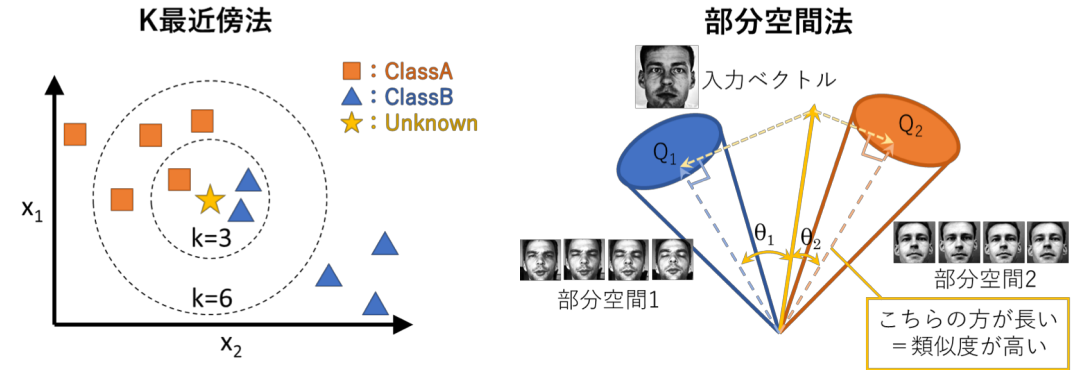 K最近傍法
：ClassA
：ClassB
：Unknown
x1
k=3
k=6
x2
部分空間法
入力ベクトル
Q1
Q2
θ1
θ2
部分空間1
部分空間2
こちらの方が長い
＝類似度が高い